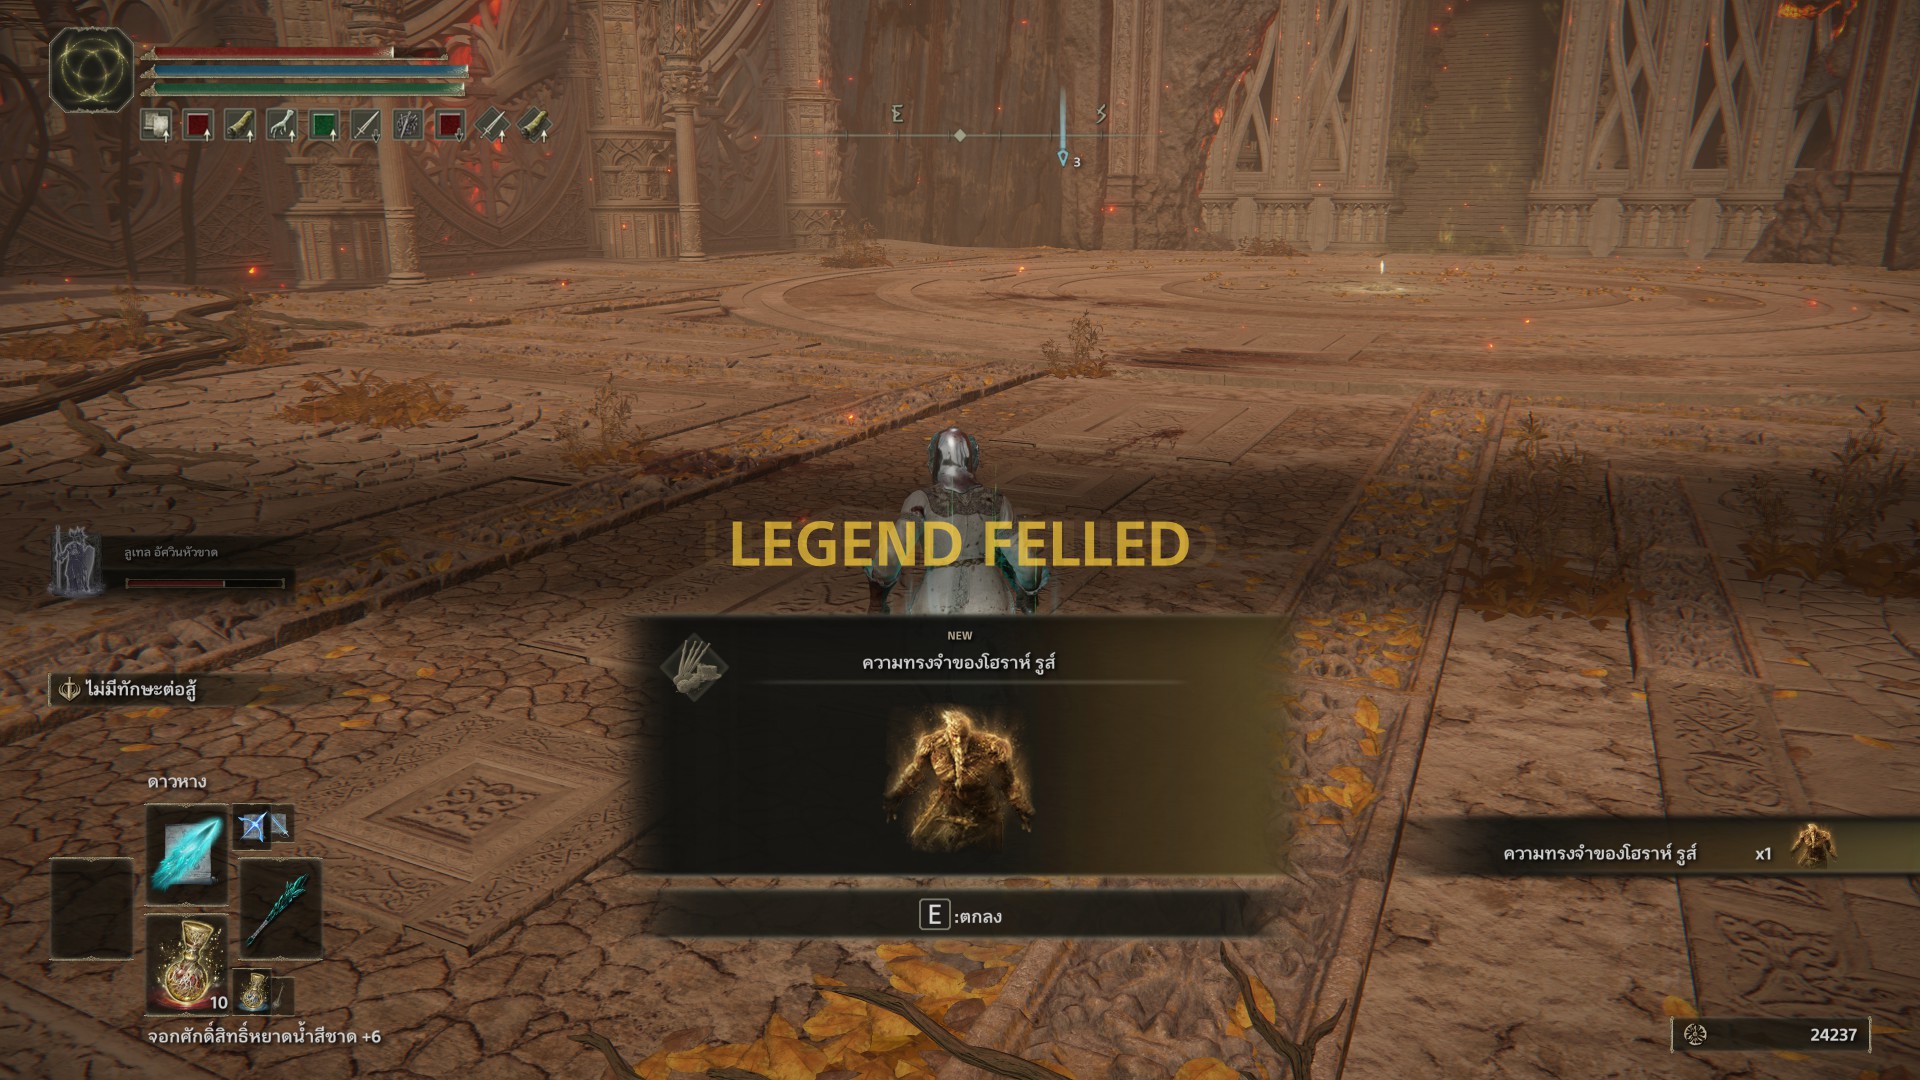 E
S
3
ลูเทล อัศวินหัวขาด
LEGEND FELLED
NEW
ความทรงจำของโฮราห์ รูส์
ไม่มีทักษะต่อสู้
ดาวหาง
ความทรงจำของโฮราห์ รูส์ x1
E :ตกลง
10
จอกศักดิ์สิทธิ์หยาดน้ำสีชาด +6
24237